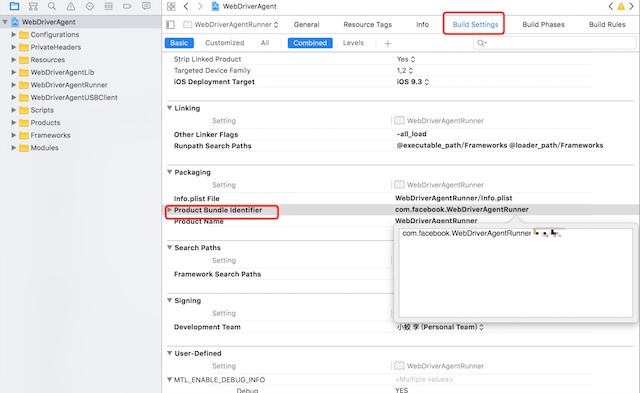 WebDriverAgent
WebDriverAgent
WebDriverAgentRunner
General
Resource Tags
Info
Build Settings
Build Phases
Build Rules
Configurations
PrivateHeaders
Resources
WebDriverAgentLib
WebDriverAgentRunner
WebDriverAgentUSBClient
Scripts
Products
Frameworks
Modules
Basic
Customized
All
Combined
Levels
Strip Linked Product Yes
Targeted Device Family 1,2
iOS Deployment Target iOS 9.3
Linking
Setting WebDriverAgentRunner
Other Linker Flags -all_load
Runpath Search Paths @executable_path/Frameworks @loader_path/Frameworks
Packaging
Setting WebDriverAgentRunner
Info.plist File WebDriverAgentRunner/Info.plist
Product Bundle Identifier com.facebook.WebDriverAgentRunner
Product Name WebDriverAgentRunner
com.facebook.WebDriverAgentRunner
Search Paths
Setting
Framework Search Paths
Signing
Setting
Development Team 小蛟 李 (Personal Team)
User-Defined
Setting WebDriverAgentRunner
MTL_ENABLE_DEBUG_INFO <Multiple values>
Debug YES